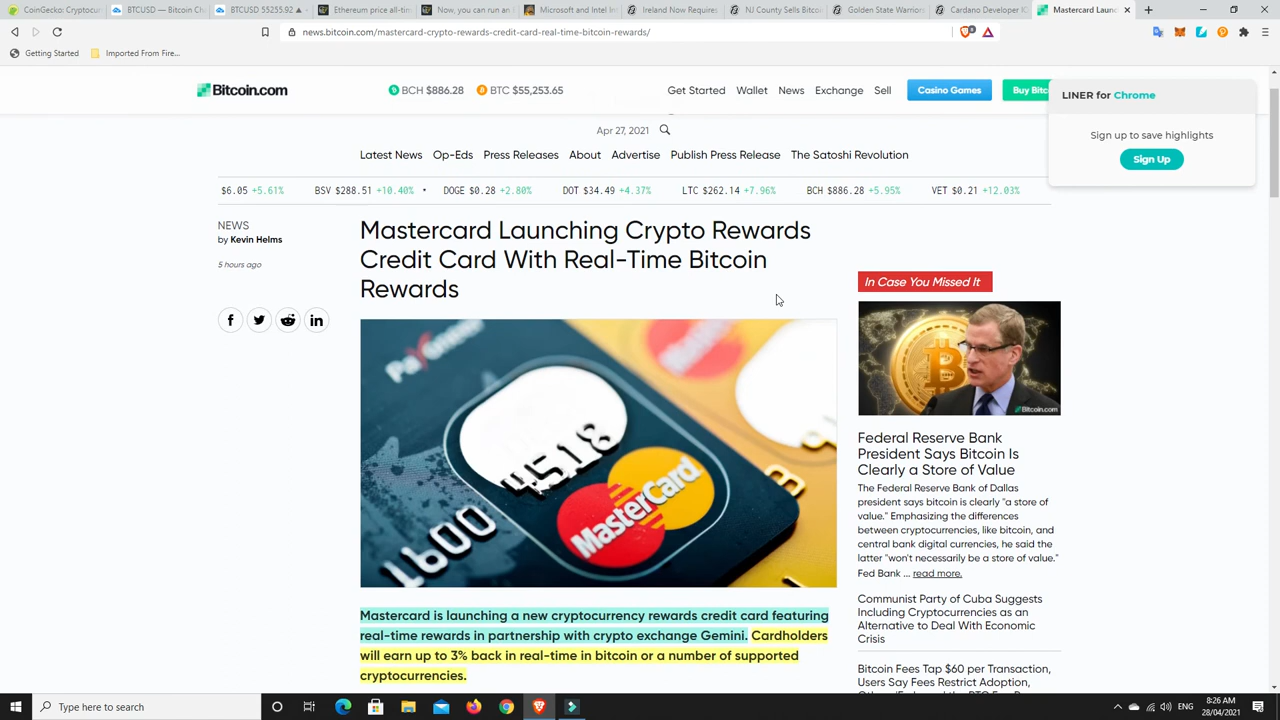 CoinGecko: Cryptocur
BTCUSD — Bitcoin Ch
BTCUSD 55255.92
Ethereum price all-tim
Now, you can run an I
Microsoft and Intel In
Ireland Now Requires
NJ County Sells Bitco
Golden State Warriors
Cardano Developer IO
Mastercard Laun
news.bitcoin.com/mastercard-crypto-rewards-credit-card-real-time-bitcoin-rewards/
Getting Started
Imported From Fire...
Bitcoin.com
BCH $886.28
BTC $55,253.65
Get Started
Wallet
News
Exchange
Sell
Casino Games
Buy Bitc
LINER for Chrome
Sign up to save highlights
Sign Up
Apr 27, 2021
Latest News
Op-Eds
Press Releases
About
Advertise
Publish Press Release
The Satoshi Revolution
$6.05 +5.61%
BSV $288.51 +10.40%
DOGE $0.28 +2.80%
DOT $34.49 +4.37%
LTC $262.14 +7.96%
BCH $886.28 +5.95%
VET $0.21 +12.03%
NEWS
by Kevin Helms
5 hours ago
Mastercard Launching Crypto Rewards
Credit Card With Real-Time Bitcoin
Rewards
MasterCard
4518
1600
Mastercard is launching a new cryptocurrency rewards credit card featuring
real-time rewards in partnership with crypto exchange Gemini. Cardholders
will earn up to 3% back in real-time in bitcoin or a number of supported
cryptocurrencies.
In Case You Missed It
Bitcoin.com
Federal Reserve Bank
President Says Bitcoin Is
Clearly a Store of Value
The Federal Reserve Bank of Dallas
president says bitcoin is clearly "a store of
value." Emphasizing the differences
between cryptocurrencies, like bitcoin, and
central bank digital currencies, he said the
latter "won't necessarily be a store of value."
Fed Bank ... read more.
Communist Party of Cuba Suggests
Including Cryptocurrencies as an
Alternative to Deal With Economic
Crisis
Bitcoin Fees Tap $60 per Transaction,
Users Say Fees Restrict Adoption,
Type here to search
ENG
8:26 AM
28/04/2021